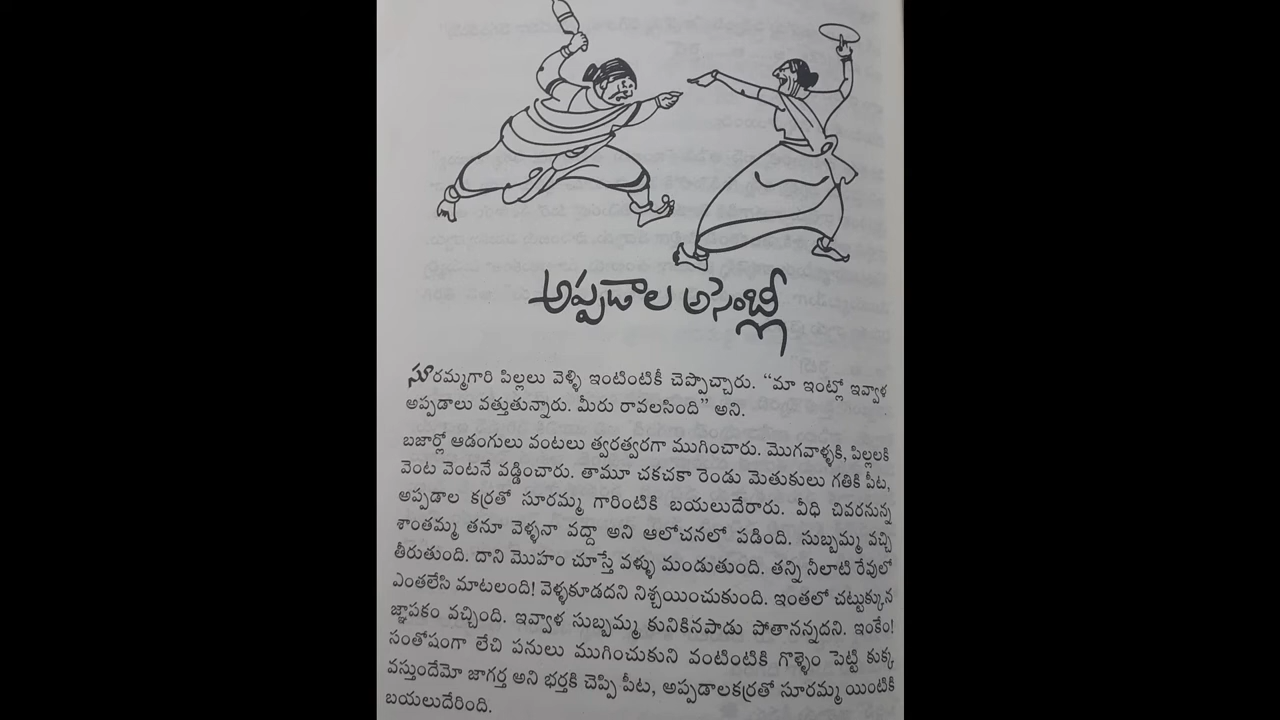 అప్పడాల అసెంబ్లీ
సూరమ్మగారి పిల్లలు వెళ్ళి ఇంటింటికీ చెప్పొచ్చారు. “మా ఇంట్లో ఇవ్వాళ
అప్పడాలు వత్తుతున్నారు. మీరు రావలసింది” అని.
బజార్లో ఆడంగులు వంటలు త్వరత్వరగా ముగించారు. మొగవాళ్ళకి, పిల్లలకి
వెంట వెంటనే వడ్డించారు. తామూ చకచకా రెండు మెతుకులు గతికి పీట,
అప్పడాల కర్రతో సూరమ్మ గారింటికి బయలుదేరారు. వీధి చివరనున్న
శాంతమ్మ తనూ వెళ్ళనా వద్దా అని ఆలోచనలో పడింది. సుబ్బమ్మ వచ్చి
తీరుతుంది. దాని మొహం చూస్తే వళ్ళు మండుతుంది. తన్ని నీలాటి రేవులో
ఎంతలేసి మాటలంది! వెళ్ళకూడదని నిశ్చయించుకుంది. ఇంతలో చట్టుక్కున
జ్ఞాపకం వచ్చింది. ఇవ్వాళ సుబ్బమ్మ కునికినపాడు పోతానన్నదని. ఇంకేం!
సంతోషంగా లేచి పనులు ముగించుకుని వంటింటికి గొళ్ళెం పెట్టి కుక్క
వస్తుందేమో జాగర్త అని భర్తకి చెప్పి పీట, అప్పడాలకర్రతో సూరమ్మ యింటికి
బయలుదేరింది.